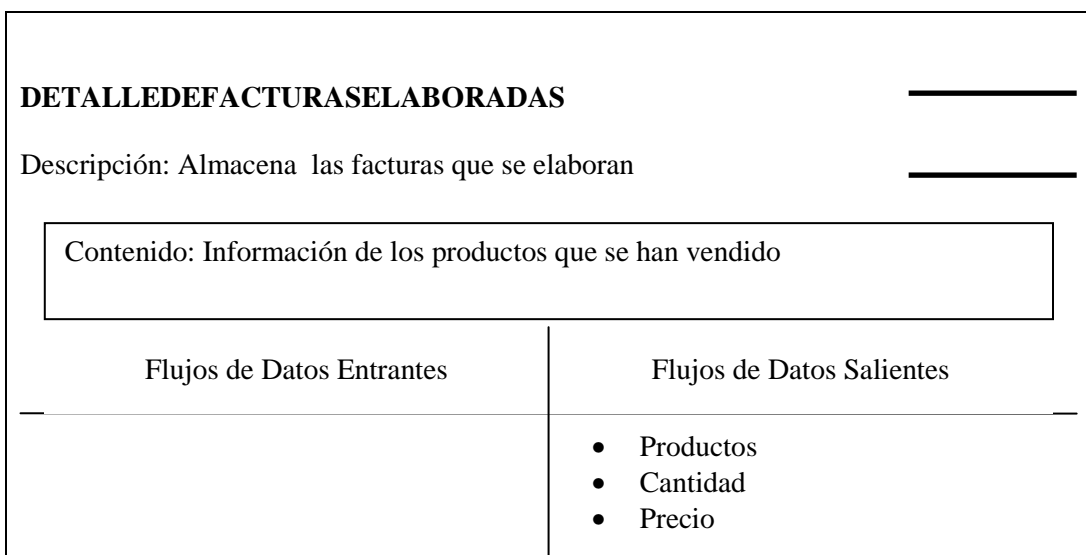 DETALLEDEFACTURASELABORADAS
Descripción: Almacena las facturas que se elaboran
Contenido: Información de los productos que se han vendido
Flujos de Datos Entrantes
Flujos de Datos Salientes
• Productos
• Cantidad
• Precio